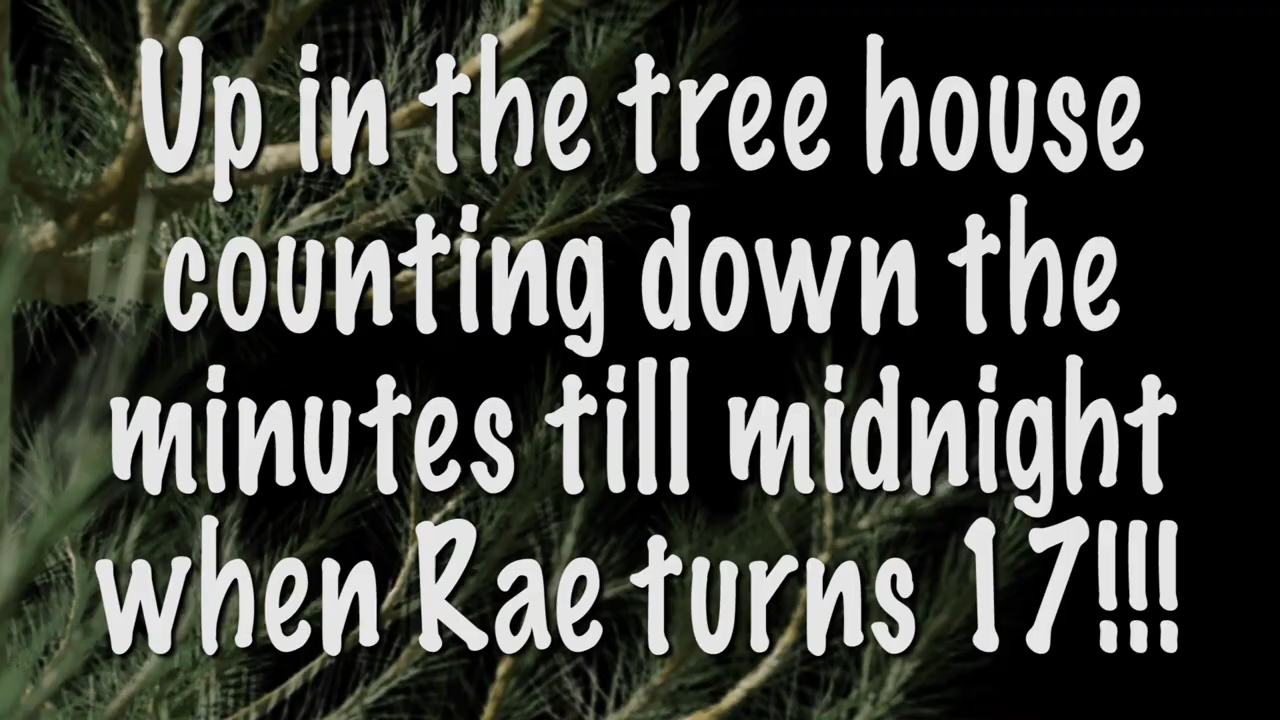 Up in the tree house
counting down the
minutes till midnight
when Rae turns 17!!!